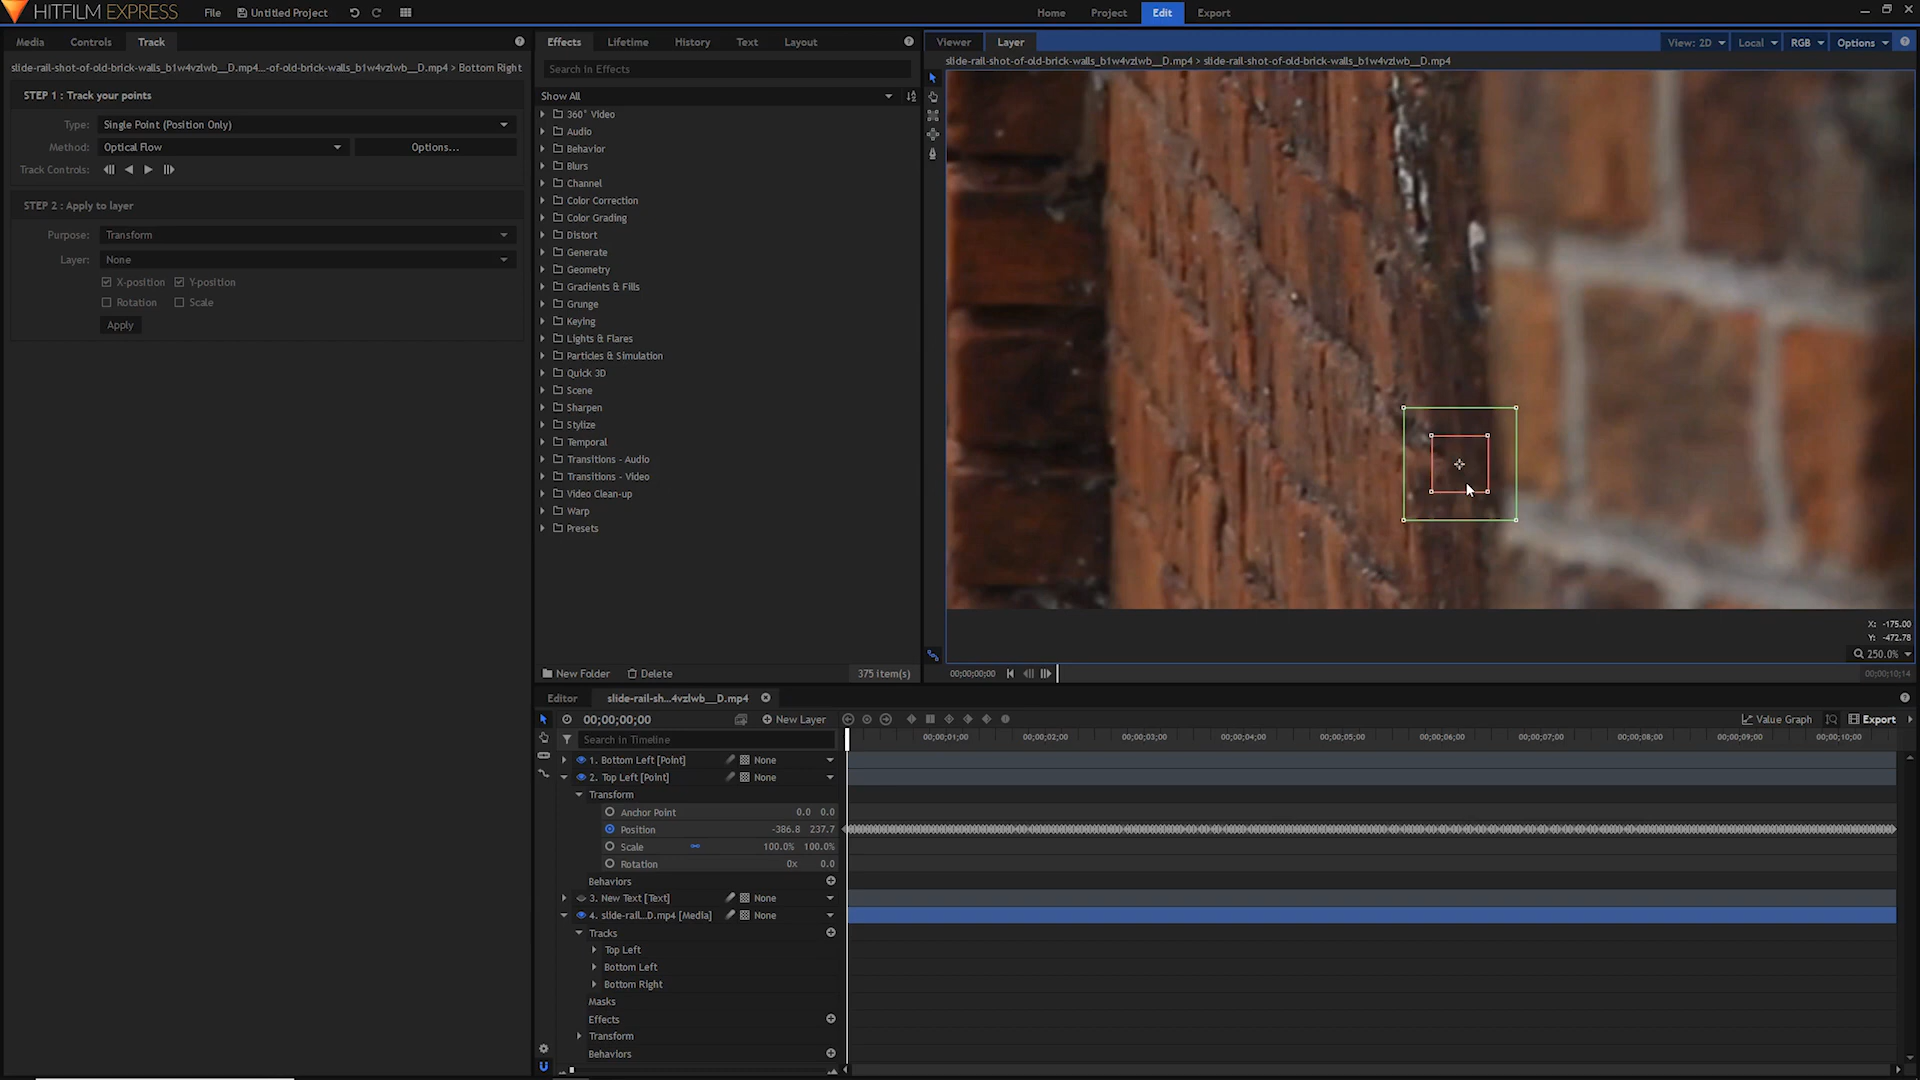 HITFILM EXPRESS
File
Untitled Project
Home
Project
Edit
Export
Media
Controls
Track
slide-rail-shot-of-old-brick-walls_b1w4vzlwb__D.mp4...-of-old-brick-walls_b1w4vzlwb__D.mp4 > Bottom Right
STEP 1 : Track your points
Type: Single Point (Position Only)
Method: Optical Flow Options...
Track Controls:
STEP 2 : Apply to layer
Purpose: Transform
Layer: None
X-position Y-position
Rotation Scale
Apply
Effects
Lifetime
History
Text
Layout
Search in Effects
Show All
360° Video
Audio
Behavior
Blurs
Channel
Color Correction
Color Grading
Distort
Generate
Geometry
Gradients & Fills
Grunge
Keying
Lights & Flares
Particles & Simulation
Quick 3D
Scene
Sharpen
Stylize
Temporal
Transitions - Audio
Transitions - Video
Video Clean-up
Warp
Presets
New Folder
Delete
375 item(s)
Viewer
Layer
View: 2D
Local
RGB
Options
slide-rail-shot-of-old-brick-walls_b1w4vzlwb__D.mp4 > slide-rail-shot-of-old-brick-walls_b1w4vzlwb__D.mp4
X: -175.00
Y: -472.78
250.0%
00;00;00;00
00;00;10;14
Editor
slide-rail-sh...4vzlwb__D.mp4
00;00;00;00
New Layer
Value Graph
Export
Search in Timeline
00;00;01;00 00;00;02;00 00;00;03;00 00;00;04;00 00;00;05;00 00;00;06;00 00;00;07;00 00;00;08;00 00;00;09;00 00;00;10;00
1. Bottom Left [Point] None
2. Top Left [Point] None
Transform
Anchor Point 0.0 0.0
Position -386.8 237.7
Scale 100.0% 100.0%
Rotation 0x 0.0
Behaviors
3. New Text [Text] None
4. slide-rail...D.mp4 [Media] None
Tracks
Top Left
Bottom Left
Bottom Right
Masks
Effects
Transform
Behaviors